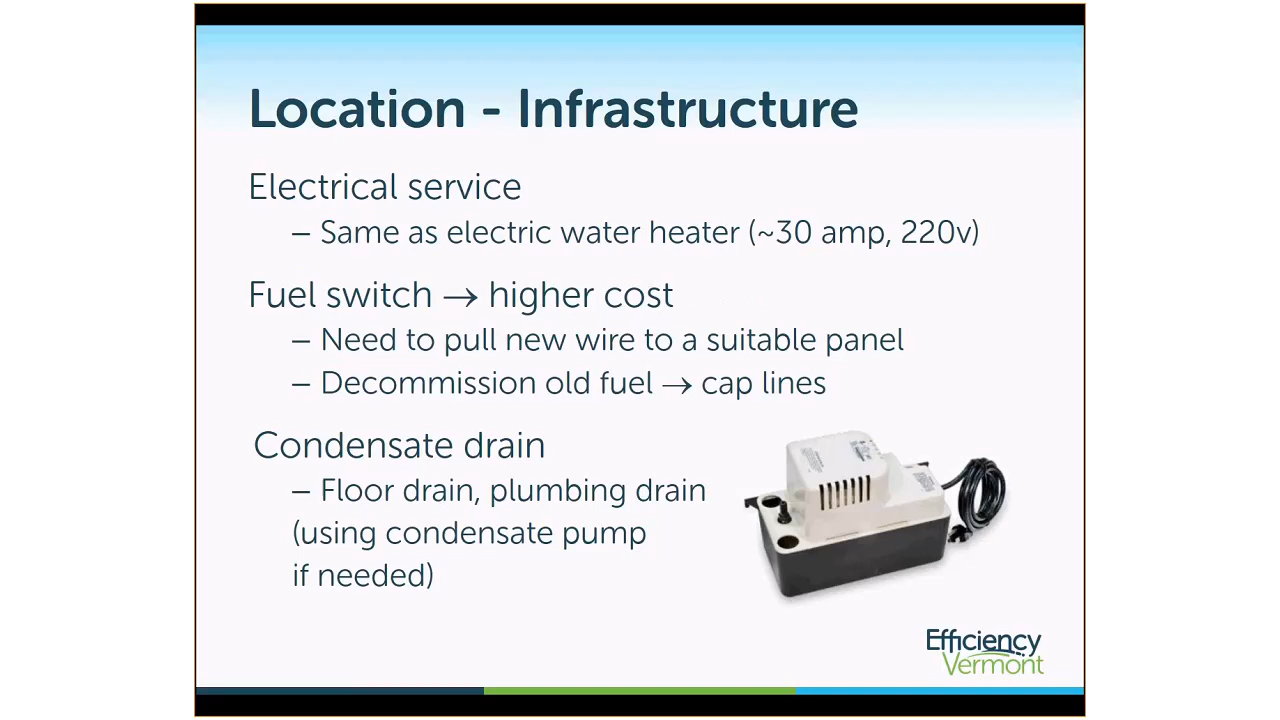 Location - Infrastructure
Electrical service
– Same as electric water heater (~30 amp, 220v)
Fuel switch → higher cost
– Need to pull new wire to a suitable panel
– Decommission old fuel → cap lines
Condensate drain
– Floor drain, plumbing drain
(using condensate pump
if needed)
Efficiency
Vermont